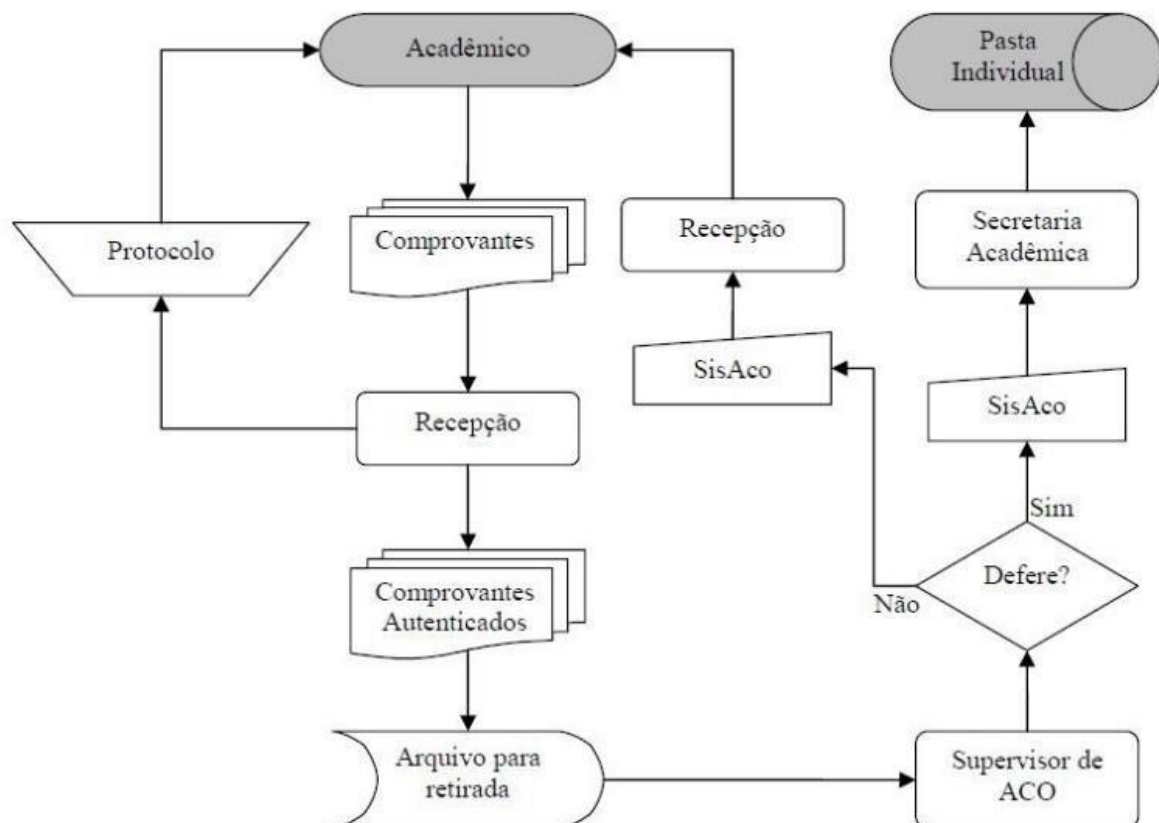 Acadêmico
Pasta
Individual
Protocolo
Comprovantes
Recepção
Secretaria
Acadêmica
SisAco
SisAco
Recepção
Sim
Defere?
Não
Comprovantes
Autenticados
Arquivo para
retirada
Supervisor de
ACO